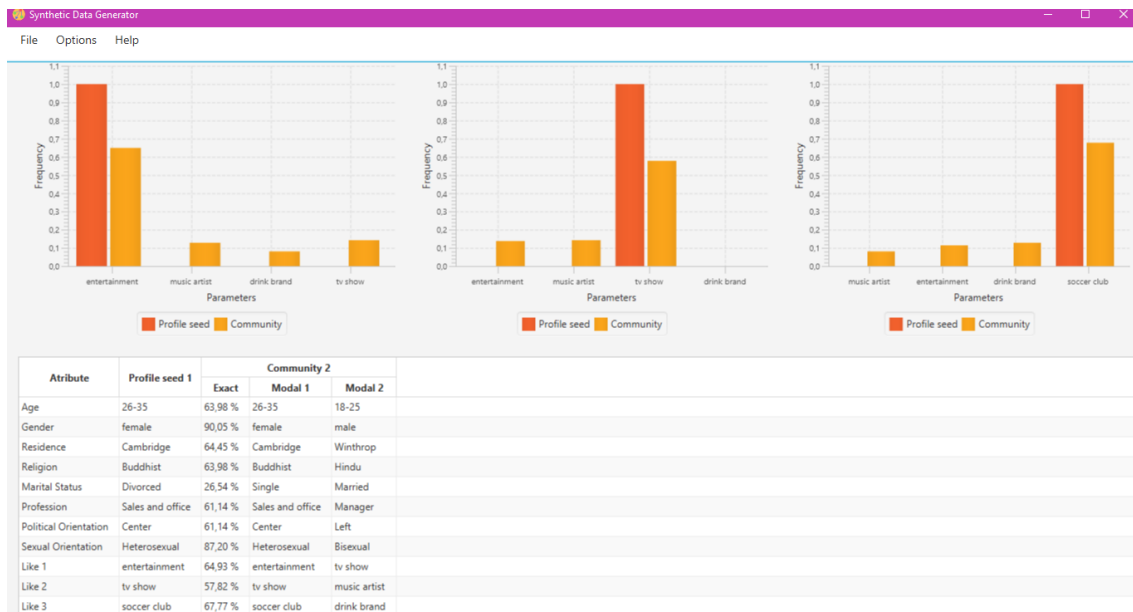 Synthetic Data Generator
File Options Help
1,1
1,0
0,9
0,8
0,7
0,6
0,5
0,4
0,3
0,2
0,1
0,0
Frequency
entertainment music artist drink brand tv show
Parameters
Profile seed Community
1,1
1,0
0,9
0,8
0,7
0,6
0,5
0,4
0,3
0,2
0,1
0,0
Frequency
entertainment music artist tv show drink brand
Parameters
Profile seed Community
1,1
1,0
0,9
0,8
0,7
0,6
0,5
0,4
0,3
0,2
0,1
0,0
Frequency
music artist entertainment drink brand soccer club
Parameters
Profile seed Community
Atribute Profile seed 1 Community 2
Exact Modal 1 Modal 2
Age 26-35 63,98 % 26-35 18-25
Gender female 90,05 % female male
Residence Cambridge 64,45 % Cambridge Winthrop
Religion Buddhist 63,98 % Buddhist Hindu
Marital Status Divorced 26,54 % Single Married
Profession Sales and office 61,14 % Sales and office Manager
Political Orientation Center 61,14 % Center Left
Sexual Orientation Heterosexual 87,20 % Heterosexual Bisexual
Like 1 entertainment 64,93 % entertainment tv show
Like 2 tv show 57,82 % tv show music artist
Like 3 soccer club 67,77 % soccer club drink brand